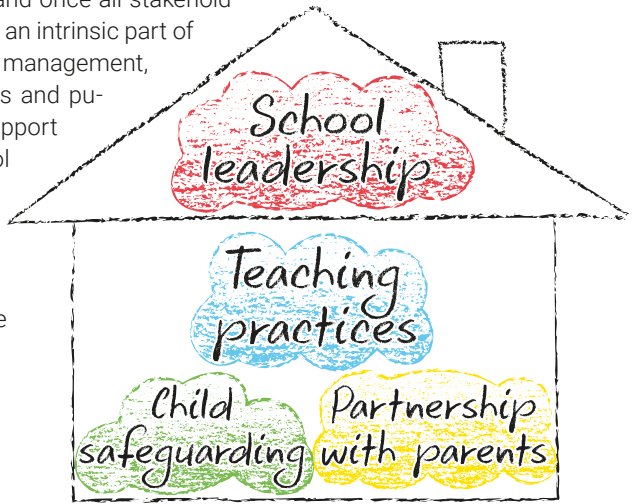 and once all stakehold
an intrinsic part of
management,
s and pu-
pport
ol
e
School
leadership
Teaching
practices
Child
safeguarding
Partnership
with parents